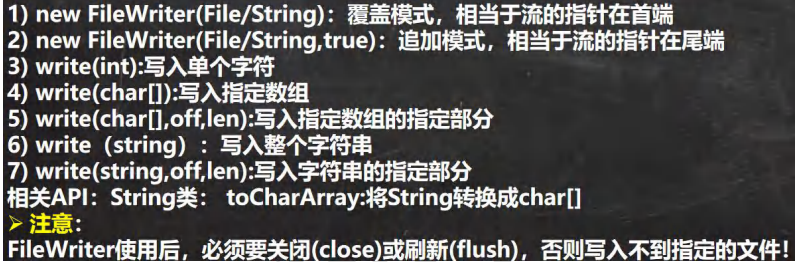 1) new FileWriter(File/String)：覆盖模式，相当于流的指针在首端
2) new FileWriter(File/String,true)：追加模式，相当于流的指针在尾端
3) write(int):写入单个字符
4) write(char[]):写入指定数组
5) write(char[],off,len):写入指定数组的指定部分
6) write（string）：写入整个字符串
7) write(string,off,len):写入字符串的指定部分
相关API：String类： toCharArray:将String转换成char[]
➢ 注意：
FileWriter使用后，必须要关闭(close)或刷新(flush)，否则写入不到指定的文件！